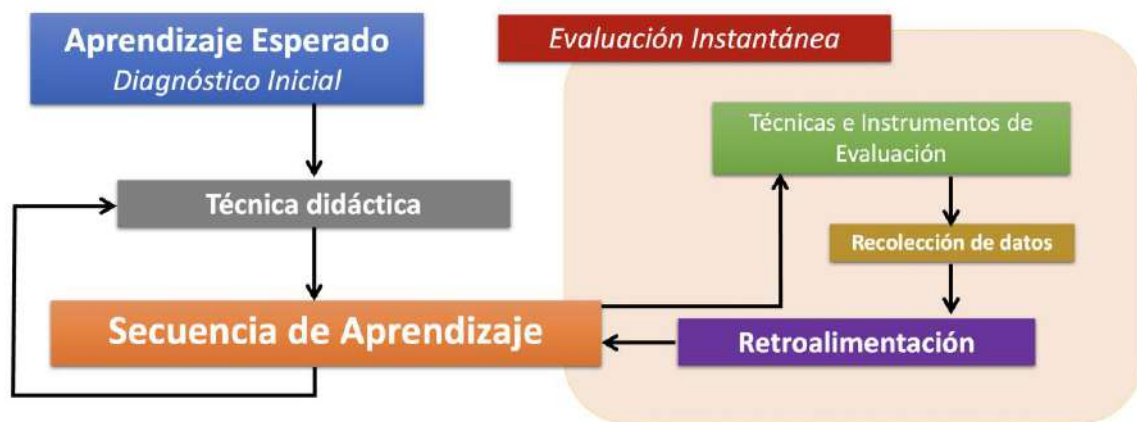 Aprendizaje Esperado
Diagnóstico Inicial
Evaluación Instantánea
Técnicas e Instrumentos de
Evaluación
Técnica didáctica
Recolección de datos
Secuencia de Aprendizaje
Retroalimentación